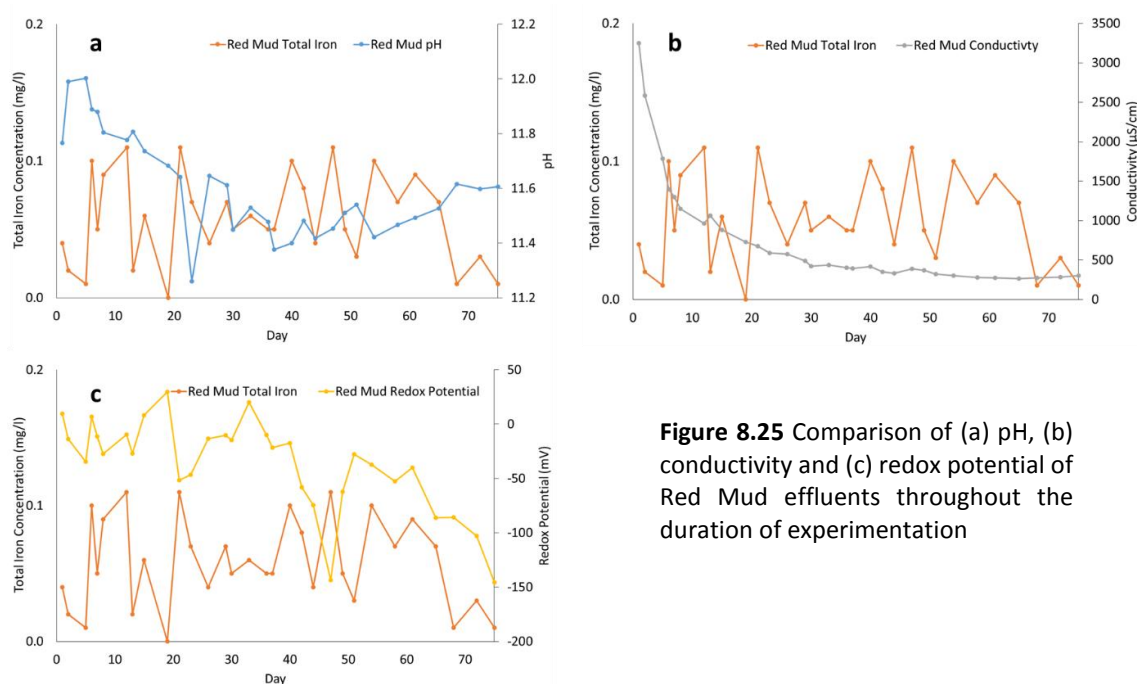 a
Red Mud Total Iron
Red Mud pH
Total Iron Concentration (mg/l)
0.2
0.1
0.0
pH
12.2
12.0
11.8
11.6
11.4
11.2
0 10 20 30 40 50 60 70
Day
b
Red Mud Total Iron
Red Mud Conductivty
Total Iron Concentration (mg/l)
0.2
0.1
0.0
Conductivity (µS/cm)
3500
3000
2500
2000
1500
1000
500
0
0 10 20 30 40 50 60 70
Day
c
Red Mud Total Iron
Red Mud Redox Potential
Total Iron Concentration (mg/l)
0.2
0.1
0.0
Redox Potential (mV)
50
0
-50
-100
-150
-200
0 10 20 30 40 50 60 70
Day
Figure 8.25 Comparison of (a) pH, (b)
conductivity and (c) redox potential of
Red Mud effluents throughout the
duration of experimentation